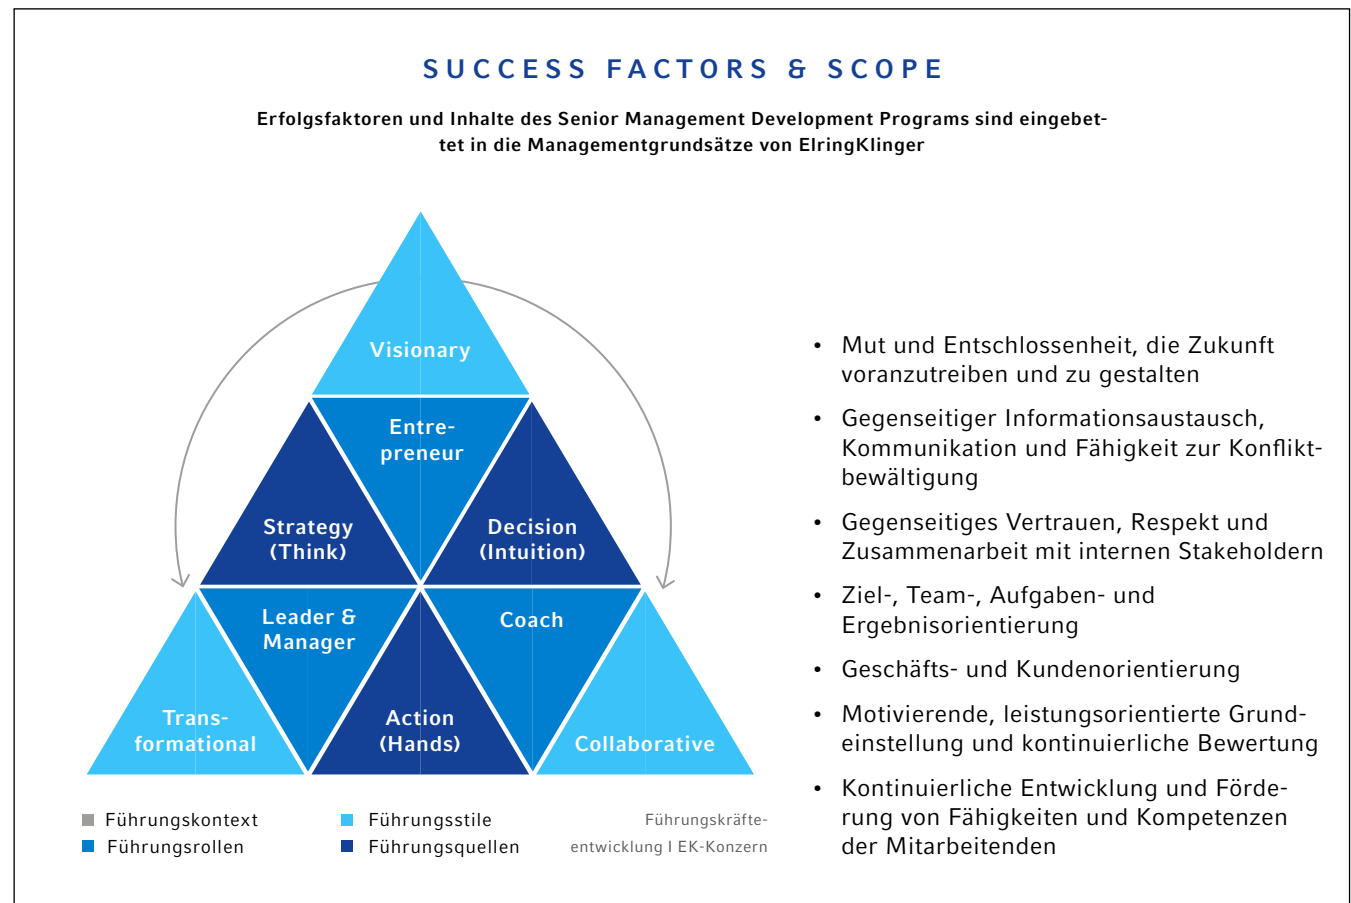 SUCCESS FACTORS & SCOPE
Erfolgsfaktoren und Inhalte des Senior Management Development Programs sind eingebet-
tet in die Managementgrundsätze von ElringKlinger
Visionary
Entre-
preneur
Strategy
(Think)
Decision
(Intuition)
Leader &
Manager
Coach
Trans-
formational
Action
(Hands)
Collaborative
Führungskontext
Führungsrollen
Führungsstile
Führungsquellen
Führungskräfte-
entwicklung I EK-Konzern
• Mut und Entschlossenheit, die Zukunft
voranzutreiben und zu gestalten
• Gegenseitiger Informationsaustausch,
Kommunikation und Fähigkeit zur Konflikt-
bewältigung
• Gegenseitiges Vertrauen, Respekt und
Zusammenarbeit mit internen Stakeholdern
• Ziel-, Team-, Aufgaben- und
Ergebnisorientierung
• Geschäfts- und Kundenorientierung
• Motivierende, leistungsorientierte Grund-
einstellung und kontinuierliche Bewertung
• Kontinuierliche Entwicklung und Förde-
rung von Fähigkeiten und Kompetenzen
der Mitarbeitenden